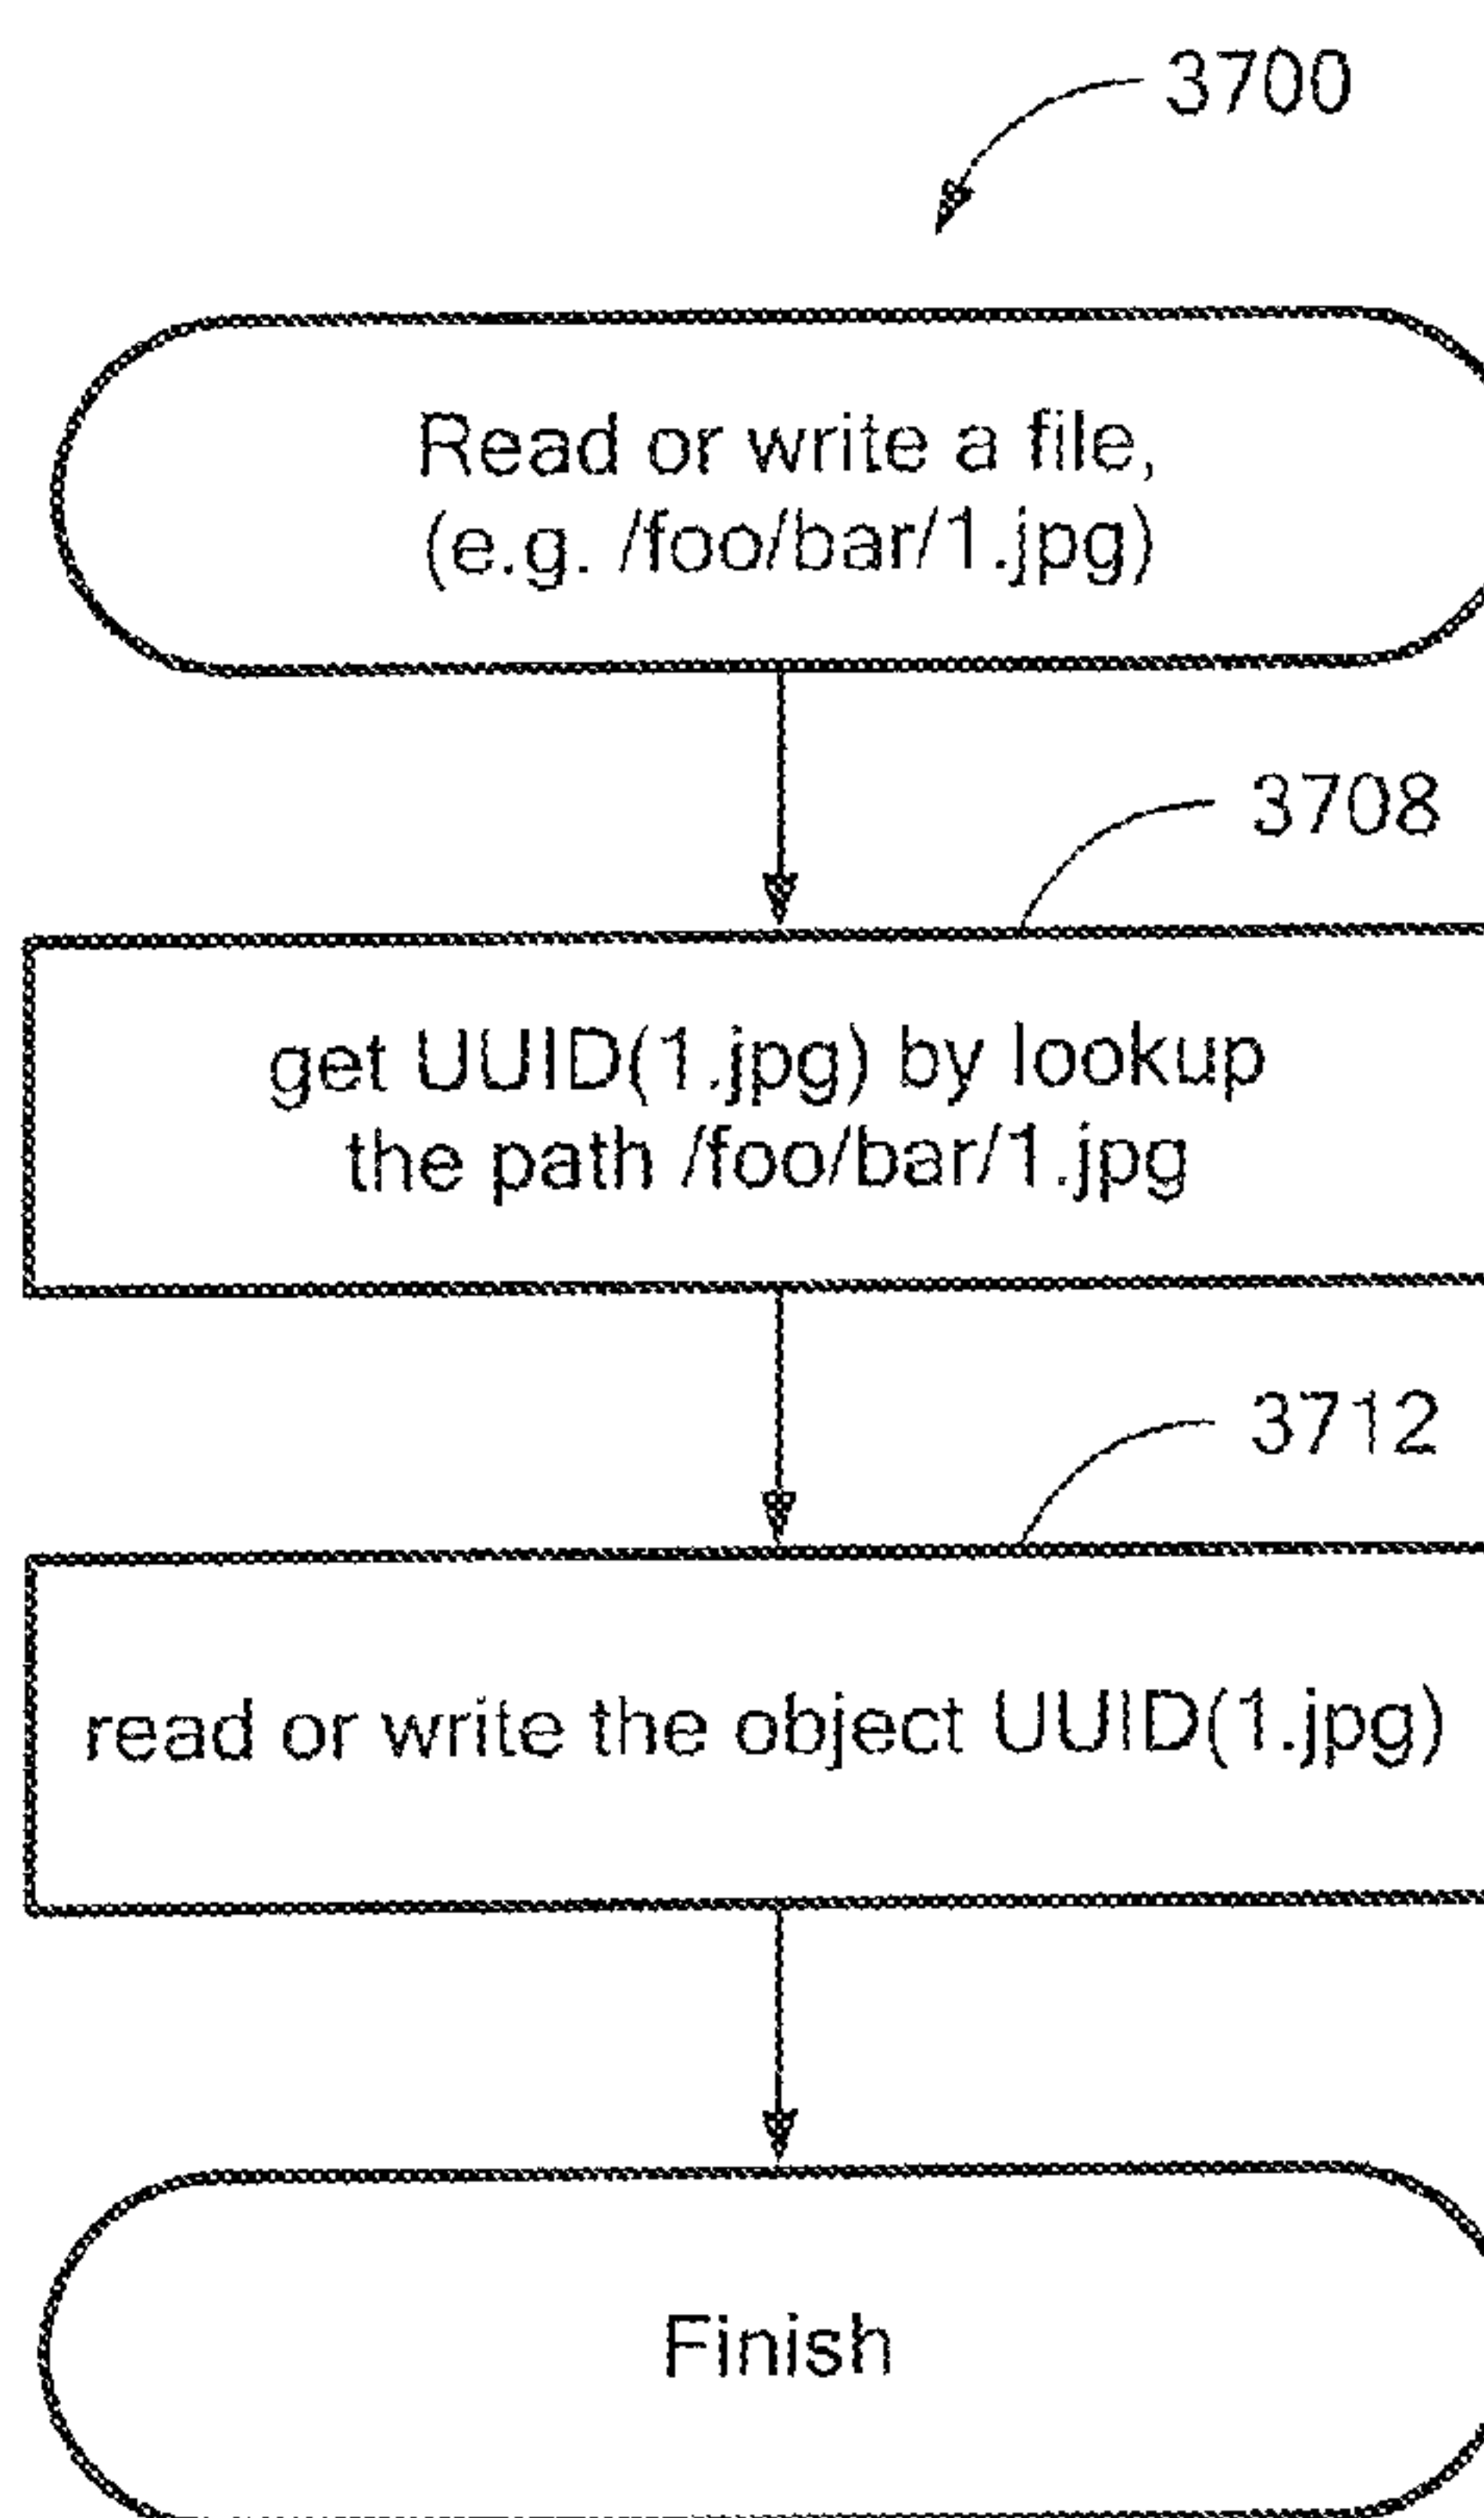 3700
Read or write a file,
(e.g. /foo/bar/1.jpg)
3708
get UUID(1.jpg) by lookup
the path /foo/bar/1.jpg
3712
read or write the object UUID(1.jpg)
Finish